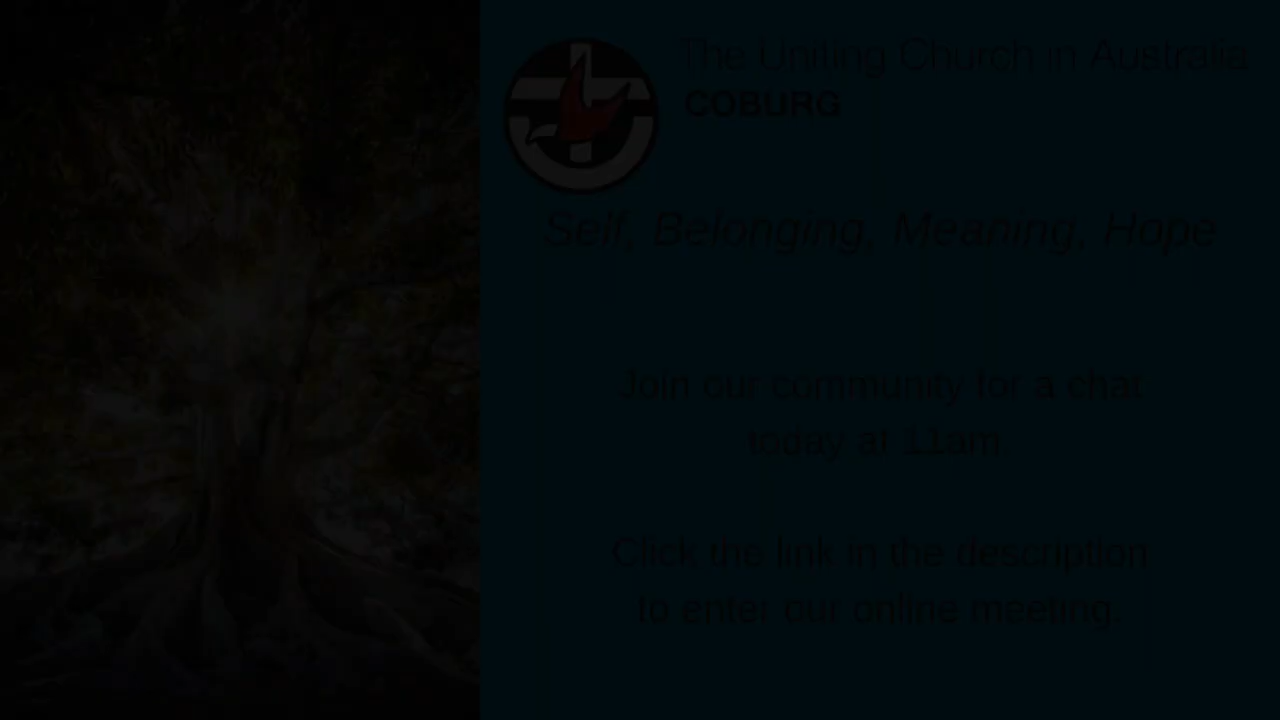 The Uniting Church in Australia
COBURG
Self, Belonging, Meaning, Hope
Join our community for a chat
today at 11am.
Click the link in the description
to enter our online meeting.